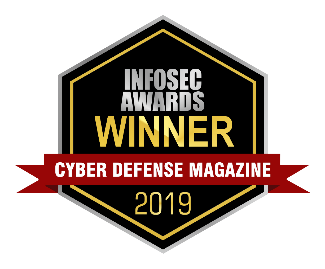 INFOSEC
AWARDS
WINNER
CYBER DEFENSE MAGAZINE
2019